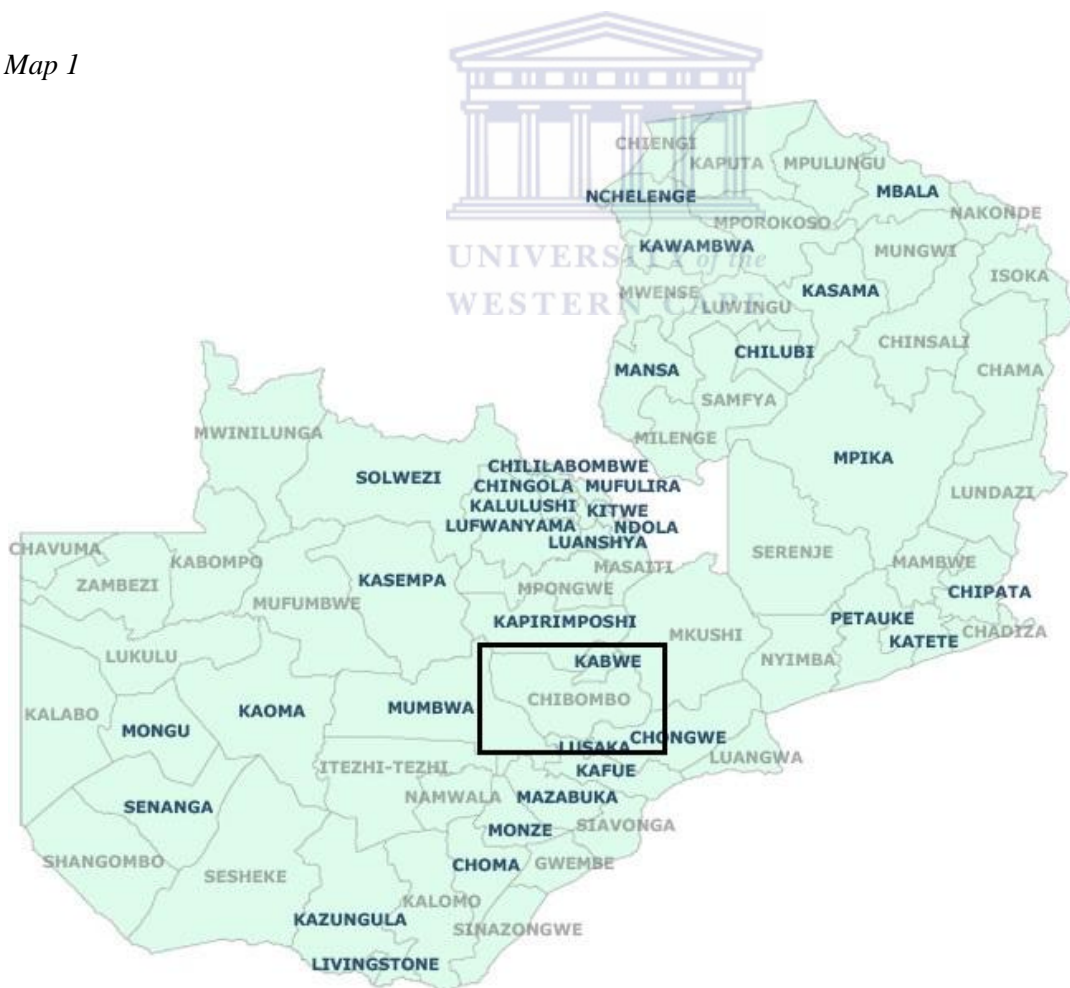 Map 1
UNIVERSITY of the
WESTERN CAPE
CHIENGI
KAPUTA
MPULUNGU
NCHELENGE
MBALA
NAKONDE
MPOROKOSO
KAWAMBWA
MUNGWI
ISOKA
MWENSE
LUWINGU
KASAMA
CHINSALI
CHILUBI
MANSA
CHAMA
SAMFYA
MWINILUNGA
MILENGE
MPIKA
SOLWEZI
CHILILABOMBWE
CHINGOLA
MUFULIRA
LUNDAZI
KALULUSHI
KITWE
LUFWANYAMA
NDOLA
LUANSHYA
CHAVUMA
KABOMPO
SERENJE
MAMBWE
MASAITI
ZAMBEZI
KASEMPA
MPONGWE
CHIPATA
MUFUMBWE
KAPIRIMPOSHI
PETAUKE
MKUSHI
CHADIZA
KATETE
LUKULU
KABWE
NYIMBA
CHIBOMBO
KALABO
KAOMA
MUMBWA
MONGU
CHONGWE
LUSAKA
LUANGWA
ITEZHI-TEZHI
KAFUE
NAMWALA
MAZABUKA
SENANGA
SIAVONGA
MONZE
SHANGOMBO
CHOMA
GWEMBE
SESHEKE
KALOMO
KAZUNGULA
SINAZONGWE
LIVINGSTONE